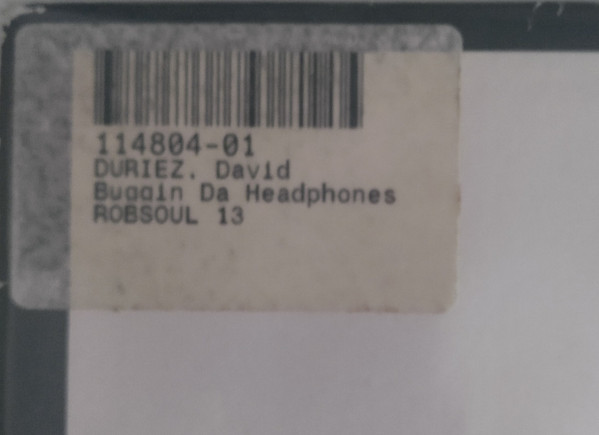 114804-01
DURIEZ, David
Buggin Da Headphones
ROBSOUL 13